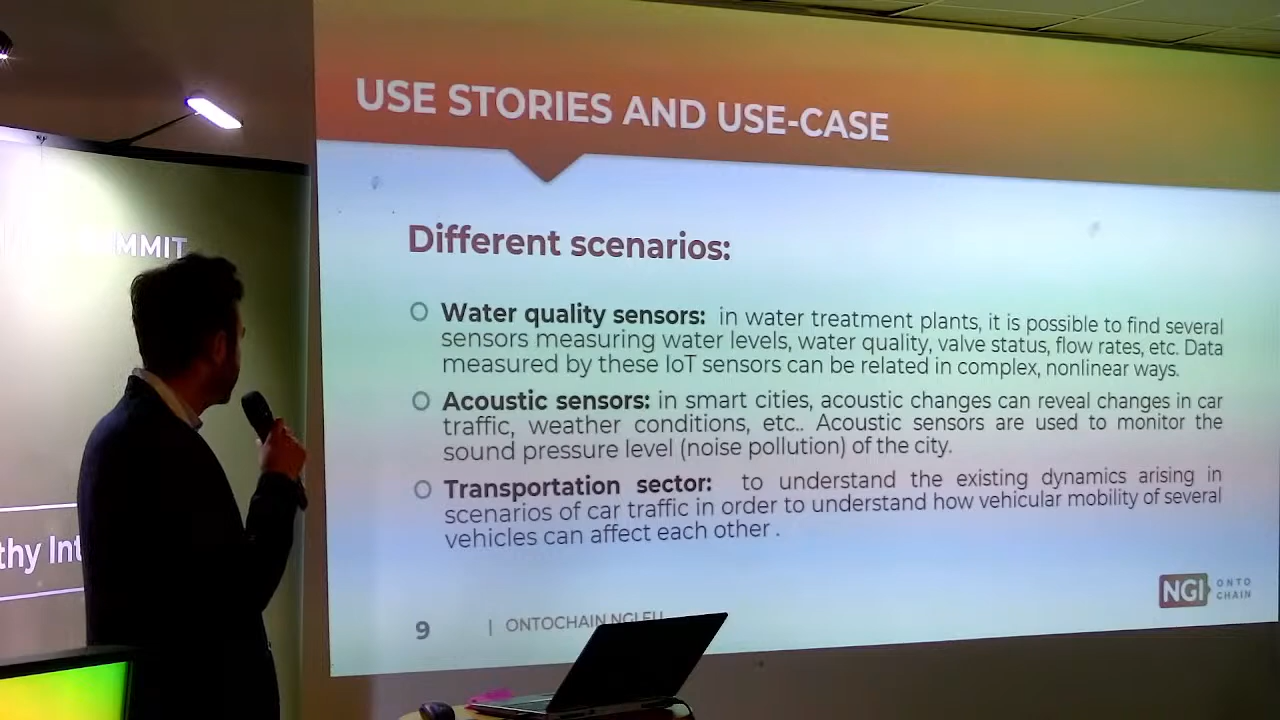 USE STORIES AND USE-CASE
MMIT
Different scenarios:
Water quality sensors: in water treatment plants, it is possible to find several
sensors measuring water levels, water quality, valve status, flow rates, etc. Data
measured by these IoT sensors can be related in complex, nonlinear ways.
Acoustic sensors: in smart cities, acoustic changes can reveal changes in car
traffic, weather conditions, etc.. Acoustic sensors are used to monitor the
sound pressure level (noise pollution) of the city.
Transportation sector: to understand the existing dynamics arising in
scenarios of car traffic in order to understand how vehicular mobility of several
vehicles can affect each other .
thy Int
NGI ONTO
CHAIN
9 | ONTOCHAIN.NGI.EU